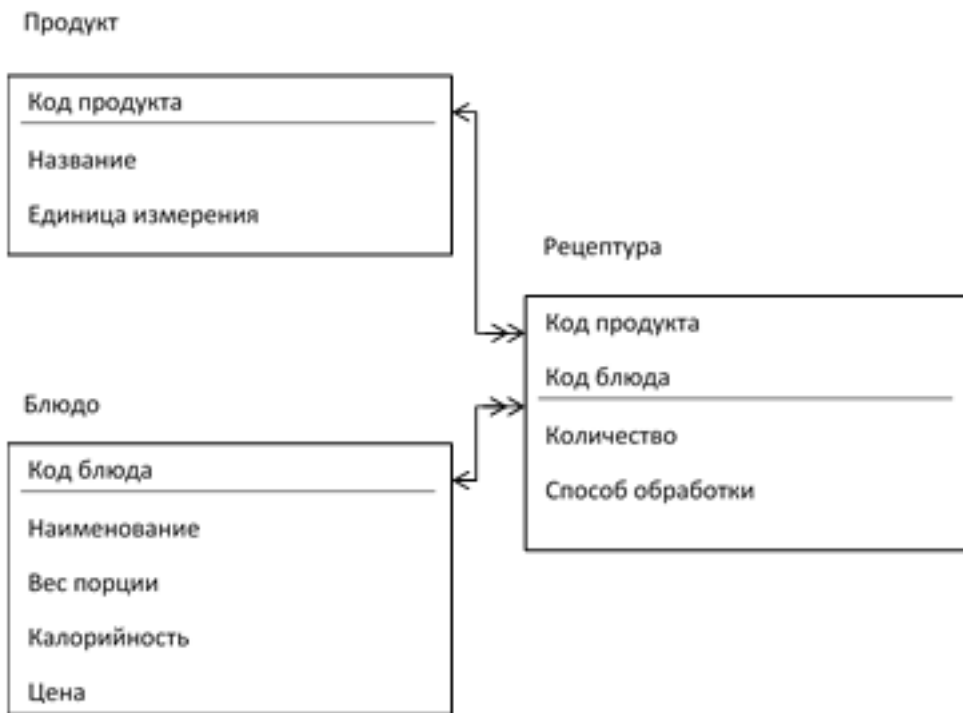 Продукт
Код продукта
Название
Единица измерения
Рецептура
Код продукта
Код блюда
Количество
Способ обработки
Блюдо
Код блюда
Наименование
Вес порции
Калорийность
Цена